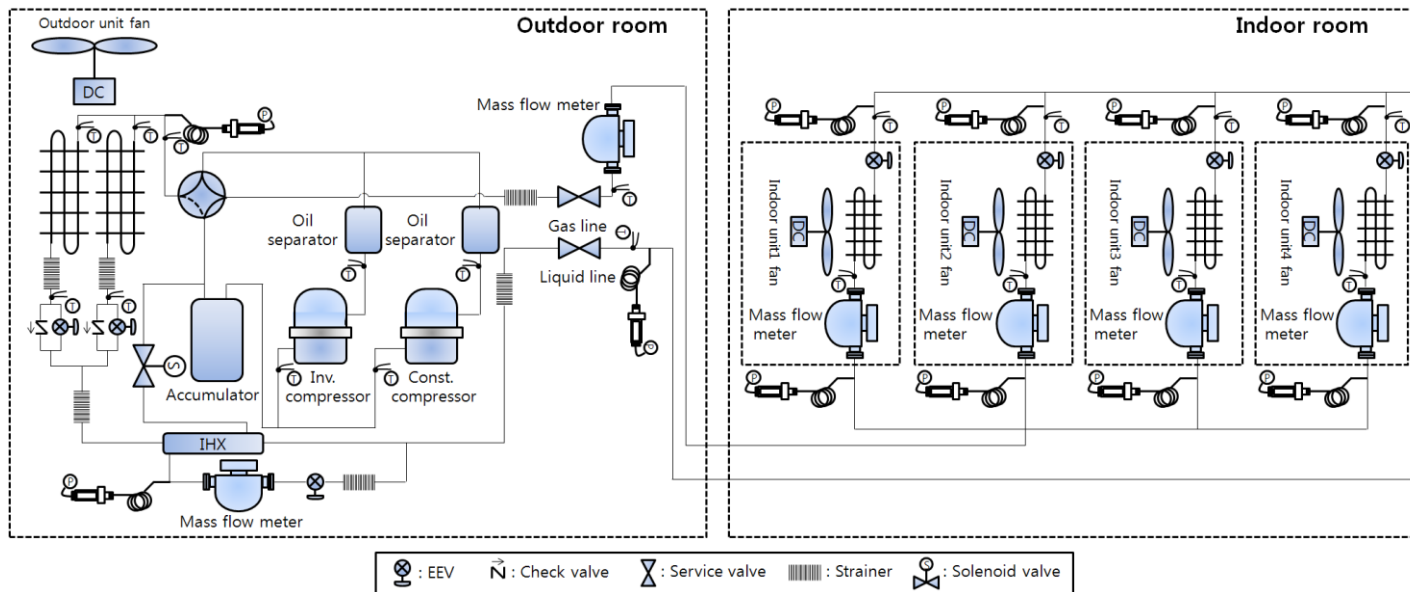 Outdoor unit fan
Outdoor room
Indoor room
DC
P
Mass flow meter
P
P
P
P
T
T
T
T
T
T
T
T
Oil
separator
Oil
separator
Gas line
T
Liquid line
T
T
DC
Indoor unit1 fan
DC
Indoor unit2 fan
DC
Indoor unit3 fan
DC
Indoor unit4 fan
T
T
T
T
T
T
Mass flow
meter
Mass flow
meter
Mass flow
meter
Mass flow
meter
P
S
Accumulator
T
Inv.
compressor
T
Const.
compressor
P
P
P
P
IHX
P
Mass flow meter
: EEV
: Check valve
: Service valve
: Strainer
S
: Solenoid valve